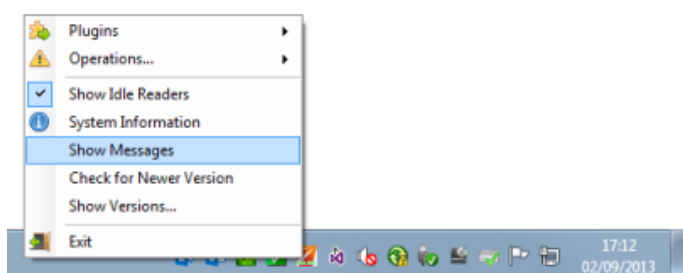 Plugins
Operations...
Show Idle Readers
System Information
Show Messages
Check for Newer Version
Show Versions...
Exit
17:12
02/09/2013